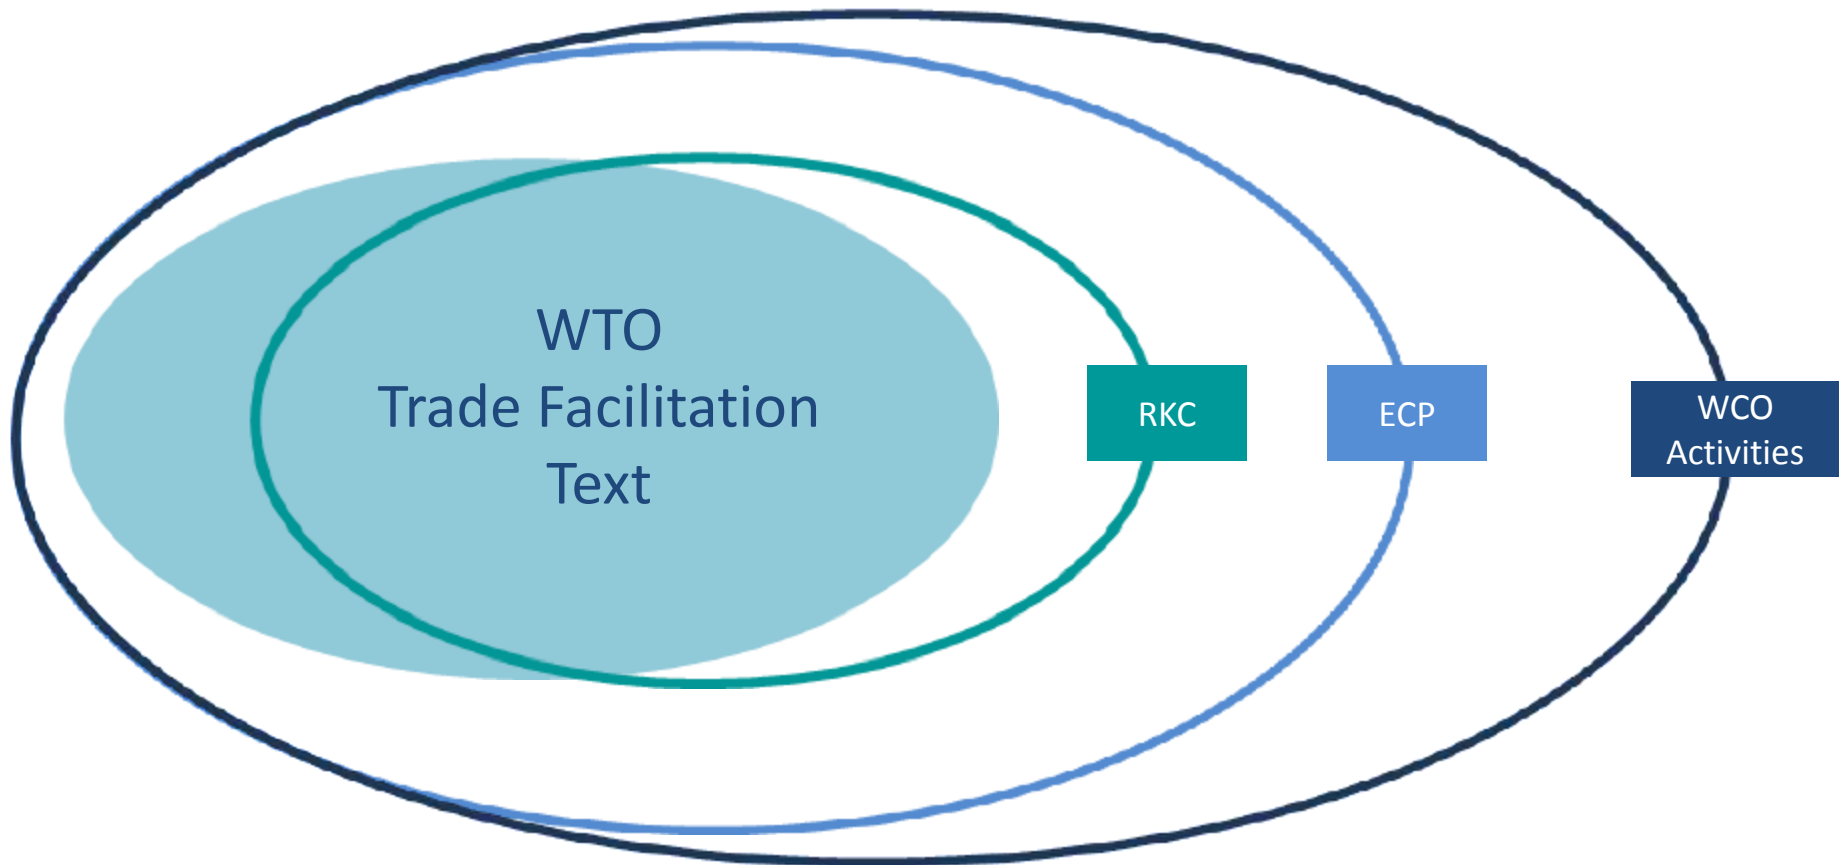 WTO
Trade Facilitation
Text
RKC
ECP
WCO
Activities